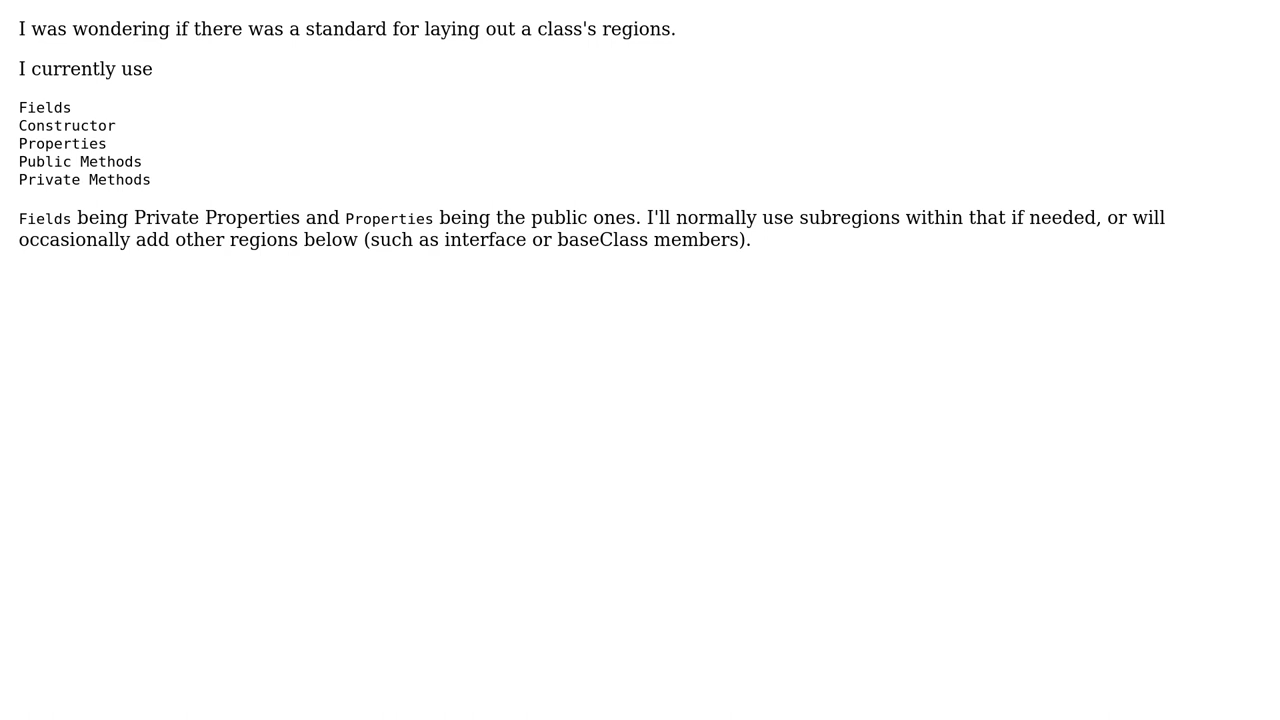 I was wondering if there was a standard for laying out a class's regions.
I currently use
Fields
Constructor
Properties
Public Methods
Private Methods
Fields being Private Properties and Properties being the public ones. I'll normally use subregions within that if needed, or will
occasionally add other regions below (such as interface or baseClass members).